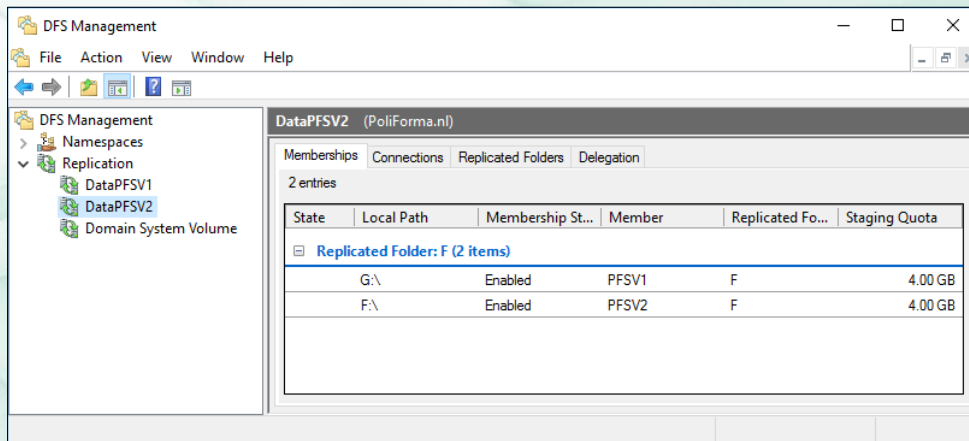 DFS Management
File Action View Window Help
DFS Management
Namespaces
Replication
DataPFSV1
DataPFSV2
Domain System Volume
DataPFSV2 (PoliForma.nl)
Memberships Connections Replicated Folders Delegation
2 entries
State Local Path Membership St... Member Replicated Fo... Staging Quota
Replicated Folder: F (2 items)
G:\ Enabled PFSV1 F 4.00 GB
F:\ Enabled PFSV2 F 4.00 GB